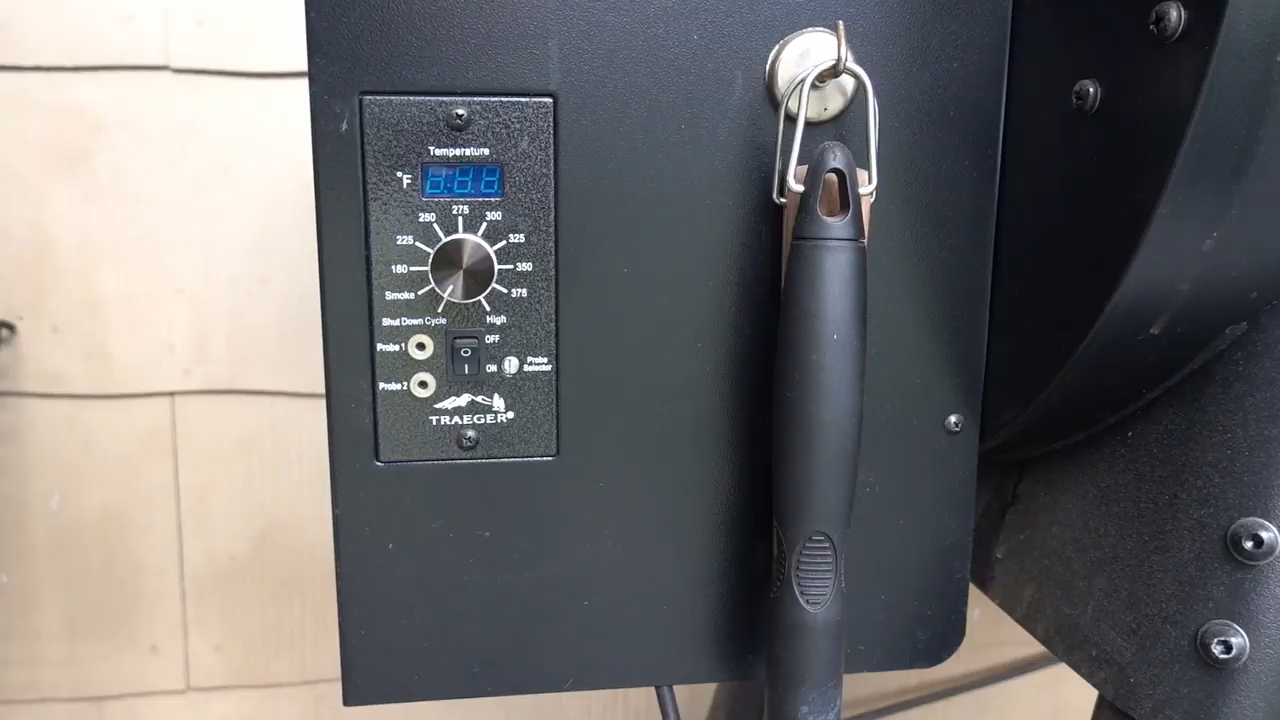 Temperature
°F
275
250
300
225
325
180
350
Smoke
375
Shut Down Cycle
High
Probe 1
OFF
ON
Probe
Selector
Probe 2
TRAEGER®